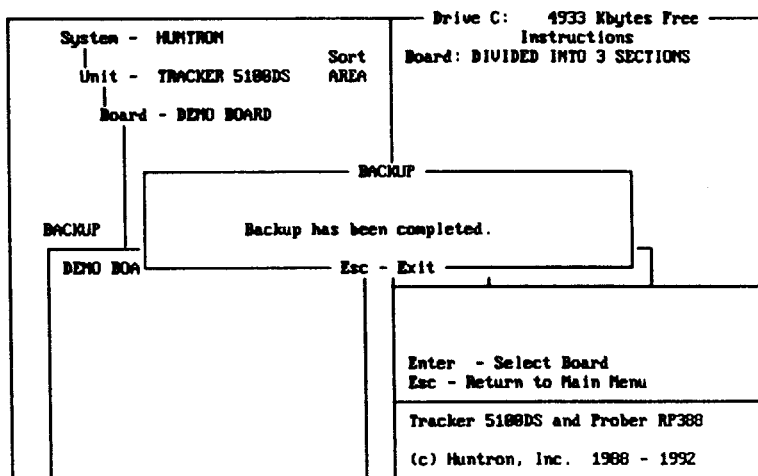 Drive C: 4933 Kbytes Free
System - HUNTRON
Instructions
Sort
Board: DIVIDED INTO 3 SECTIONS
Unit - TRACKER 5100DS
AREA
Board - DEMO BOARD
BACKUP
BACKUP
Backup has been completed.
DEMO BOA
Esc - Exit
Enter - Select Board
Esc - Return to Main Menu
Tracker 5100DS and Prober RP388
(c) Huntron, Inc. 1988 - 1992